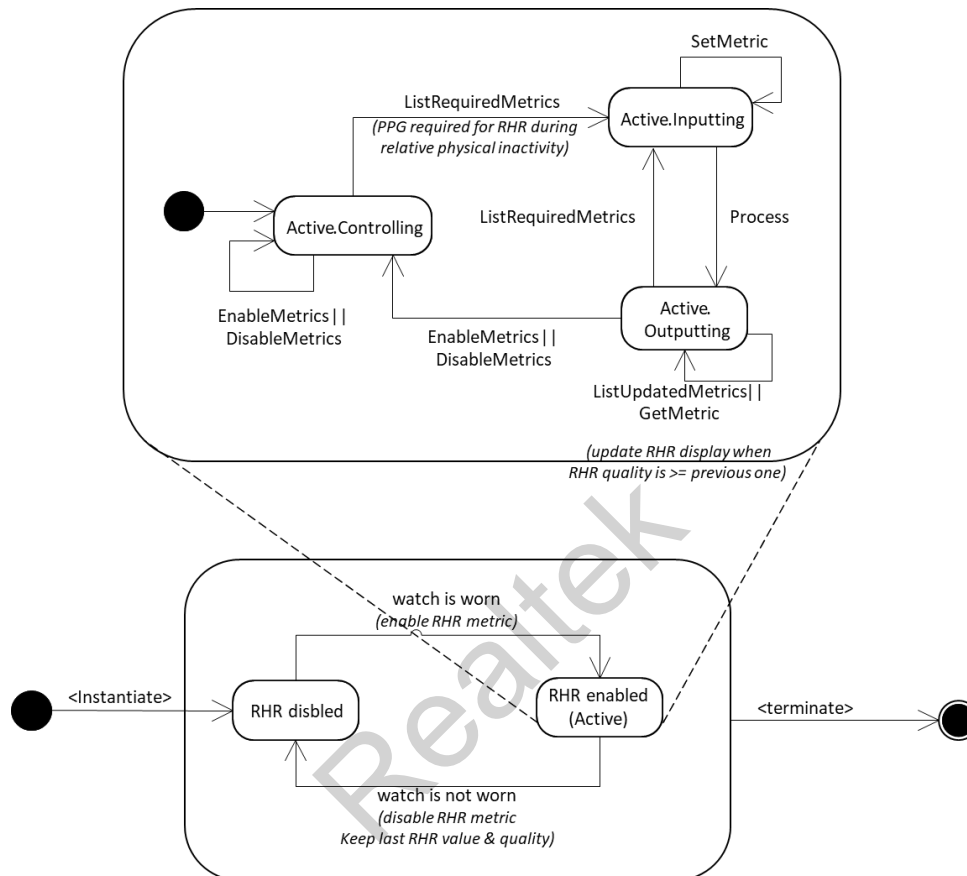 SetMetric
ListRequiredMetrics
(PPG required for RHR during
relative physical inactivity)
Active.Inputting
Active.Controlling
ListRequiredMetrics
Process
EnableMetrics||
DisableMetrics
EnableMetrics||
DisableMetrics
Active.
Outputting
ListUpdatedMetrics||
GetMetric
(update RHR display when
RHR quality is >= previous one)
Realtek
watch is worn
(enable RHR metric)
<Instantiate>
RHR disbled
RHR enabled
(Active)
<terminate>
watch is not worn
(disable RHR metric
Keep last RHR value & quality)